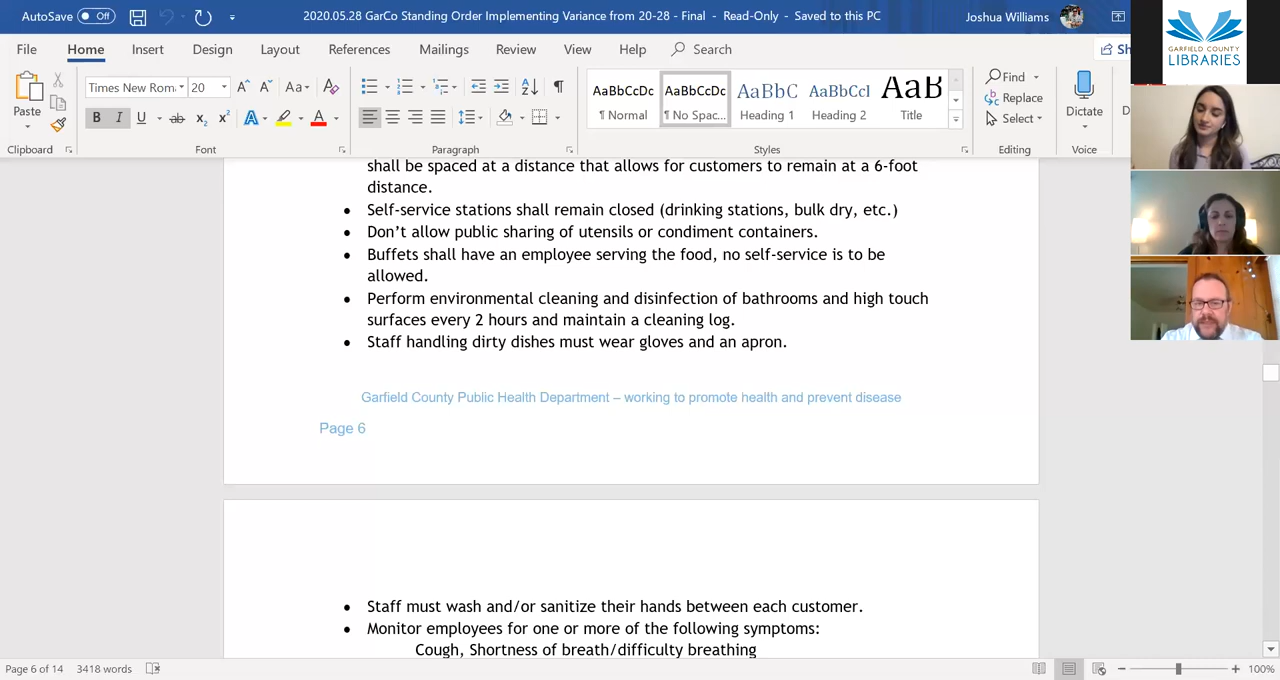 AutoSave Off 2020.05.28 GarCo Standing Order Implementing Variance from 20-28 - Final - Read-Only - Saved to this PC Joshua Williams
File Home Insert Design Layout References Mailings Review View Help Search Sh
GARFIELD COUNTY
LIBRARIES
Paste
Clipboard
Times New Rom 20 Aa
B I U ab x₂ x² A A
Font
Paragraph
AaBbCcDc AaBbCcDc AaBbC AaBbCcI AaB
¶ Normal ¶ No Spac... Heading 1 Heading 2 Title
Styles
Find
Replace
Select
Editing
Dictate
Voice
D
shall be spaced at a distance that allows for customers to remain at a 6-foot
distance.
• Self-service stations shall remain closed (drinking stations, bulk dry, etc.)
• Don't allow public sharing of utensils or condiment containers.
• Buffets shall have an employee serving the food, no self-service is to be
allowed.
• Perform environmental cleaning and disinfection of bathrooms and high touch
surfaces every 2 hours and maintain a cleaning log.
• Staff handling dirty dishes must wear gloves and an apron.
Garfield County Public Health Department – working to promote health and prevent disease
Page 6
• Staff must wash and/or sanitize their hands between each customer.
• Monitor employees for one or more of the following symptoms:
Cough, Shortness of breath/difficulty breathing
Page 6 of 14 3418 words 100%